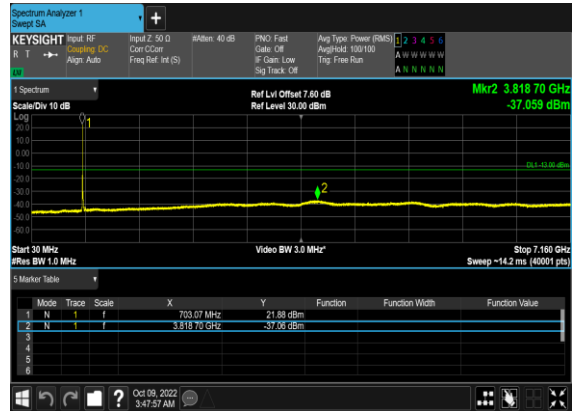 Spectrum Analyzer 1
Swept SA
KEYSIGHT Input: RF Input Z: 50 Ω #Atten: 40 dB PNO: Fast Avg Type: Power (RMS) 1 2 3 4 5 6
R T Coupling: DC Corr CCorr Gate: Off Avg|Hold: 100/100 A W W W W W
Align: Auto Freq Ref: Int (S) IF Gain: Low Trig: Free Run
LW Sig Track: Off A N N N N N
1 Spectrum Ref Lvl Offset 7.60 dB Mkr2 3.818 70 GHz
Scale/Div 10 dB Ref Level 30.00 dBm -37.059 dBm
Log
20.0
10.0
0.00
-10.0
-20.0
-30.0
-40.0
-50.0
-60.0
1
DL1 -13.00 dBm
2
Start 30 MHz Video BW 3.0 MHz* Stop 7.160 GHz
#Res BW 1.0 MHz Sweep ~14.2 ms (40001 pts)
5 Marker Table
Mode Trace Scale X Y Function Function Width Function Value
1 N 1 f 703.07 MHz 21.88 dBm
2 N 1 f 3.818 70 GHz -37.06 dBm
3
4
5
6
? Oct 09, 2022
3:47:57 AM